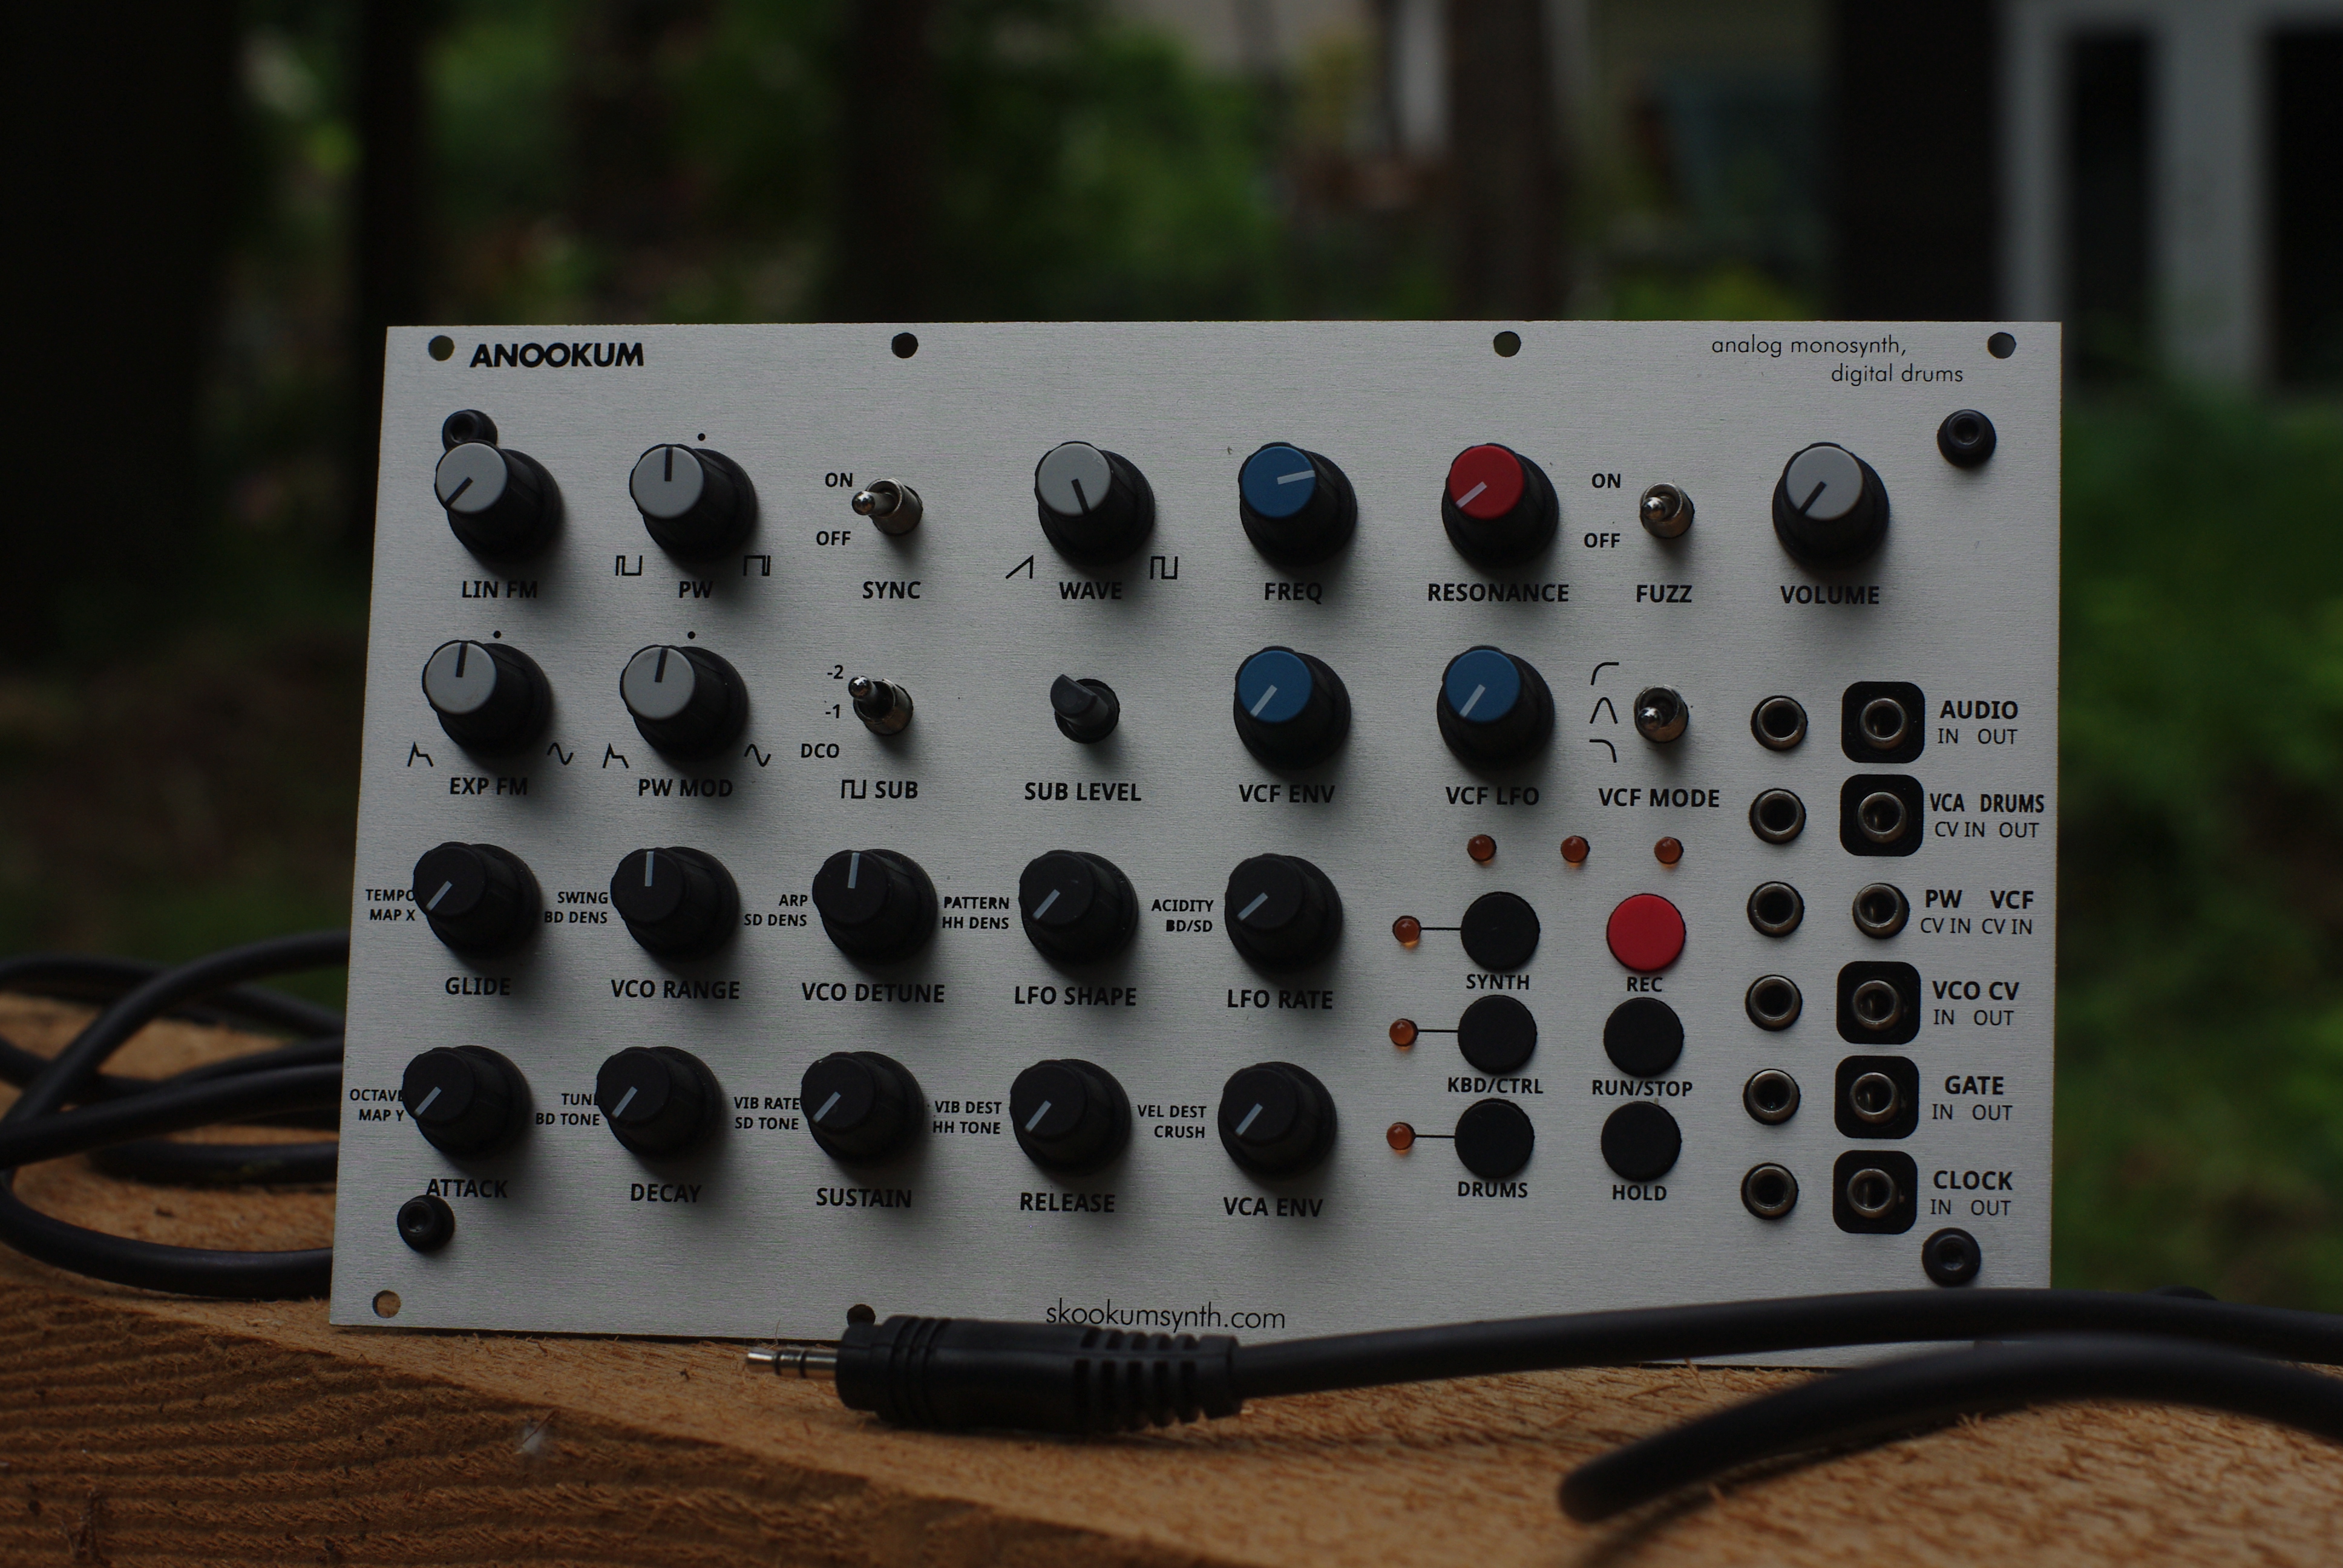 ANOOKUM
analog monosynth,
digital drums
ON
OFF
LIN FM
PW
SYNC
WAVE
FREQ
RESONANCE
ON
OFF
FUZZ
VOLUME
-2
-1
DCO
EXP FM
PW MOD
SUB
SUB LEVEL
VCF ENV
VCF LFO
VCF MODE
AUDIO
IN OUT
VCA DRUMS
CV IN OUT
TEMPO
MAP X
SWING
BD DENS
ARP
SD DENS
PATTERN
HH DENS
ACIDITY
BD/SD
GLIDE
VCO RANGE
VCO DETUNE
LFO SHAPE
LFO RATE
SYNTH
REC
PW VCF
CV IN CV IN
VCO CV
IN OUT
OCTAVE
MAP Y
TUNE
BD TONE
VIB RATE
SD TONE
VIB DEST
HH TONE
VEL DEST
CRUSH
KBD/CTRL
RUN/STOP
GATE
IN OUT
ATTACK
DECAY
SUSTAIN
RELEASE
VCA ENV
DRUMS
HOLD
CLOCK
IN OUT
skookumsynth.com